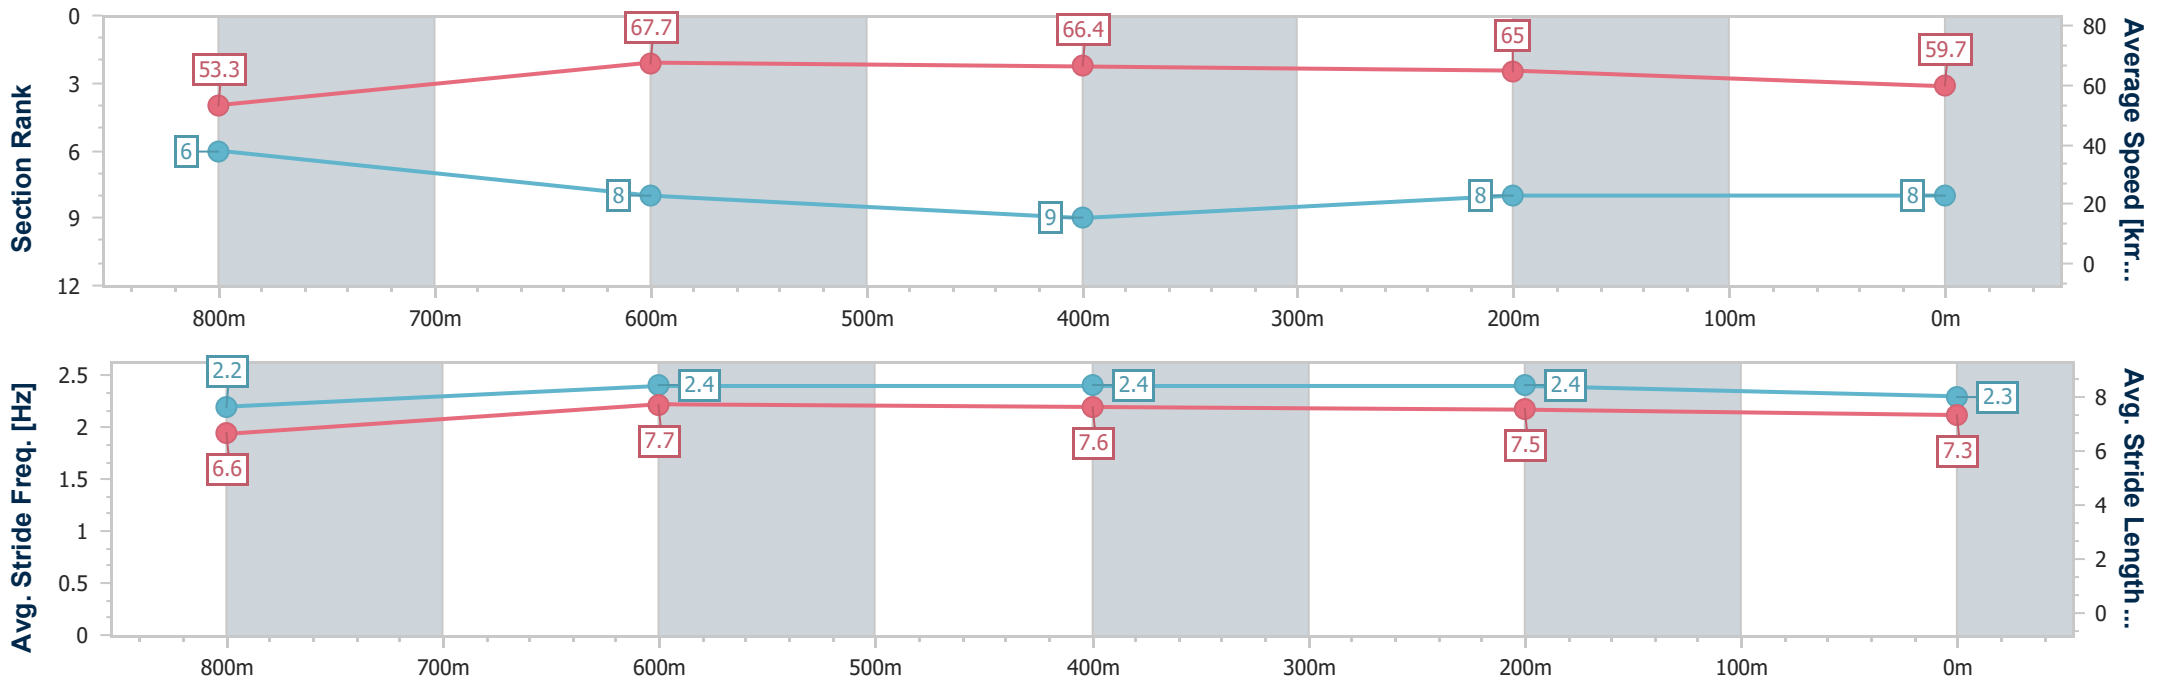 Section Rank
0
3
6
9
12
53.3
67.7
66.4
65
59.7
6
8
9
8
8
80
60
40
20
0
Average Speed [km...
800m
700m
600m
500m
400m
300m
200m
100m
0m
Avg. Stride Freq. [Hz]
2.5
2
1.5
1
0.5
0
2.2
2.4
2.4
2.4
2.3
6.6
7.7
7.6
7.5
7.3
8
6
4
2
0
Avg. Stride Length ...
800m
700m
600m
500m
400m
300m
200m
100m
0m